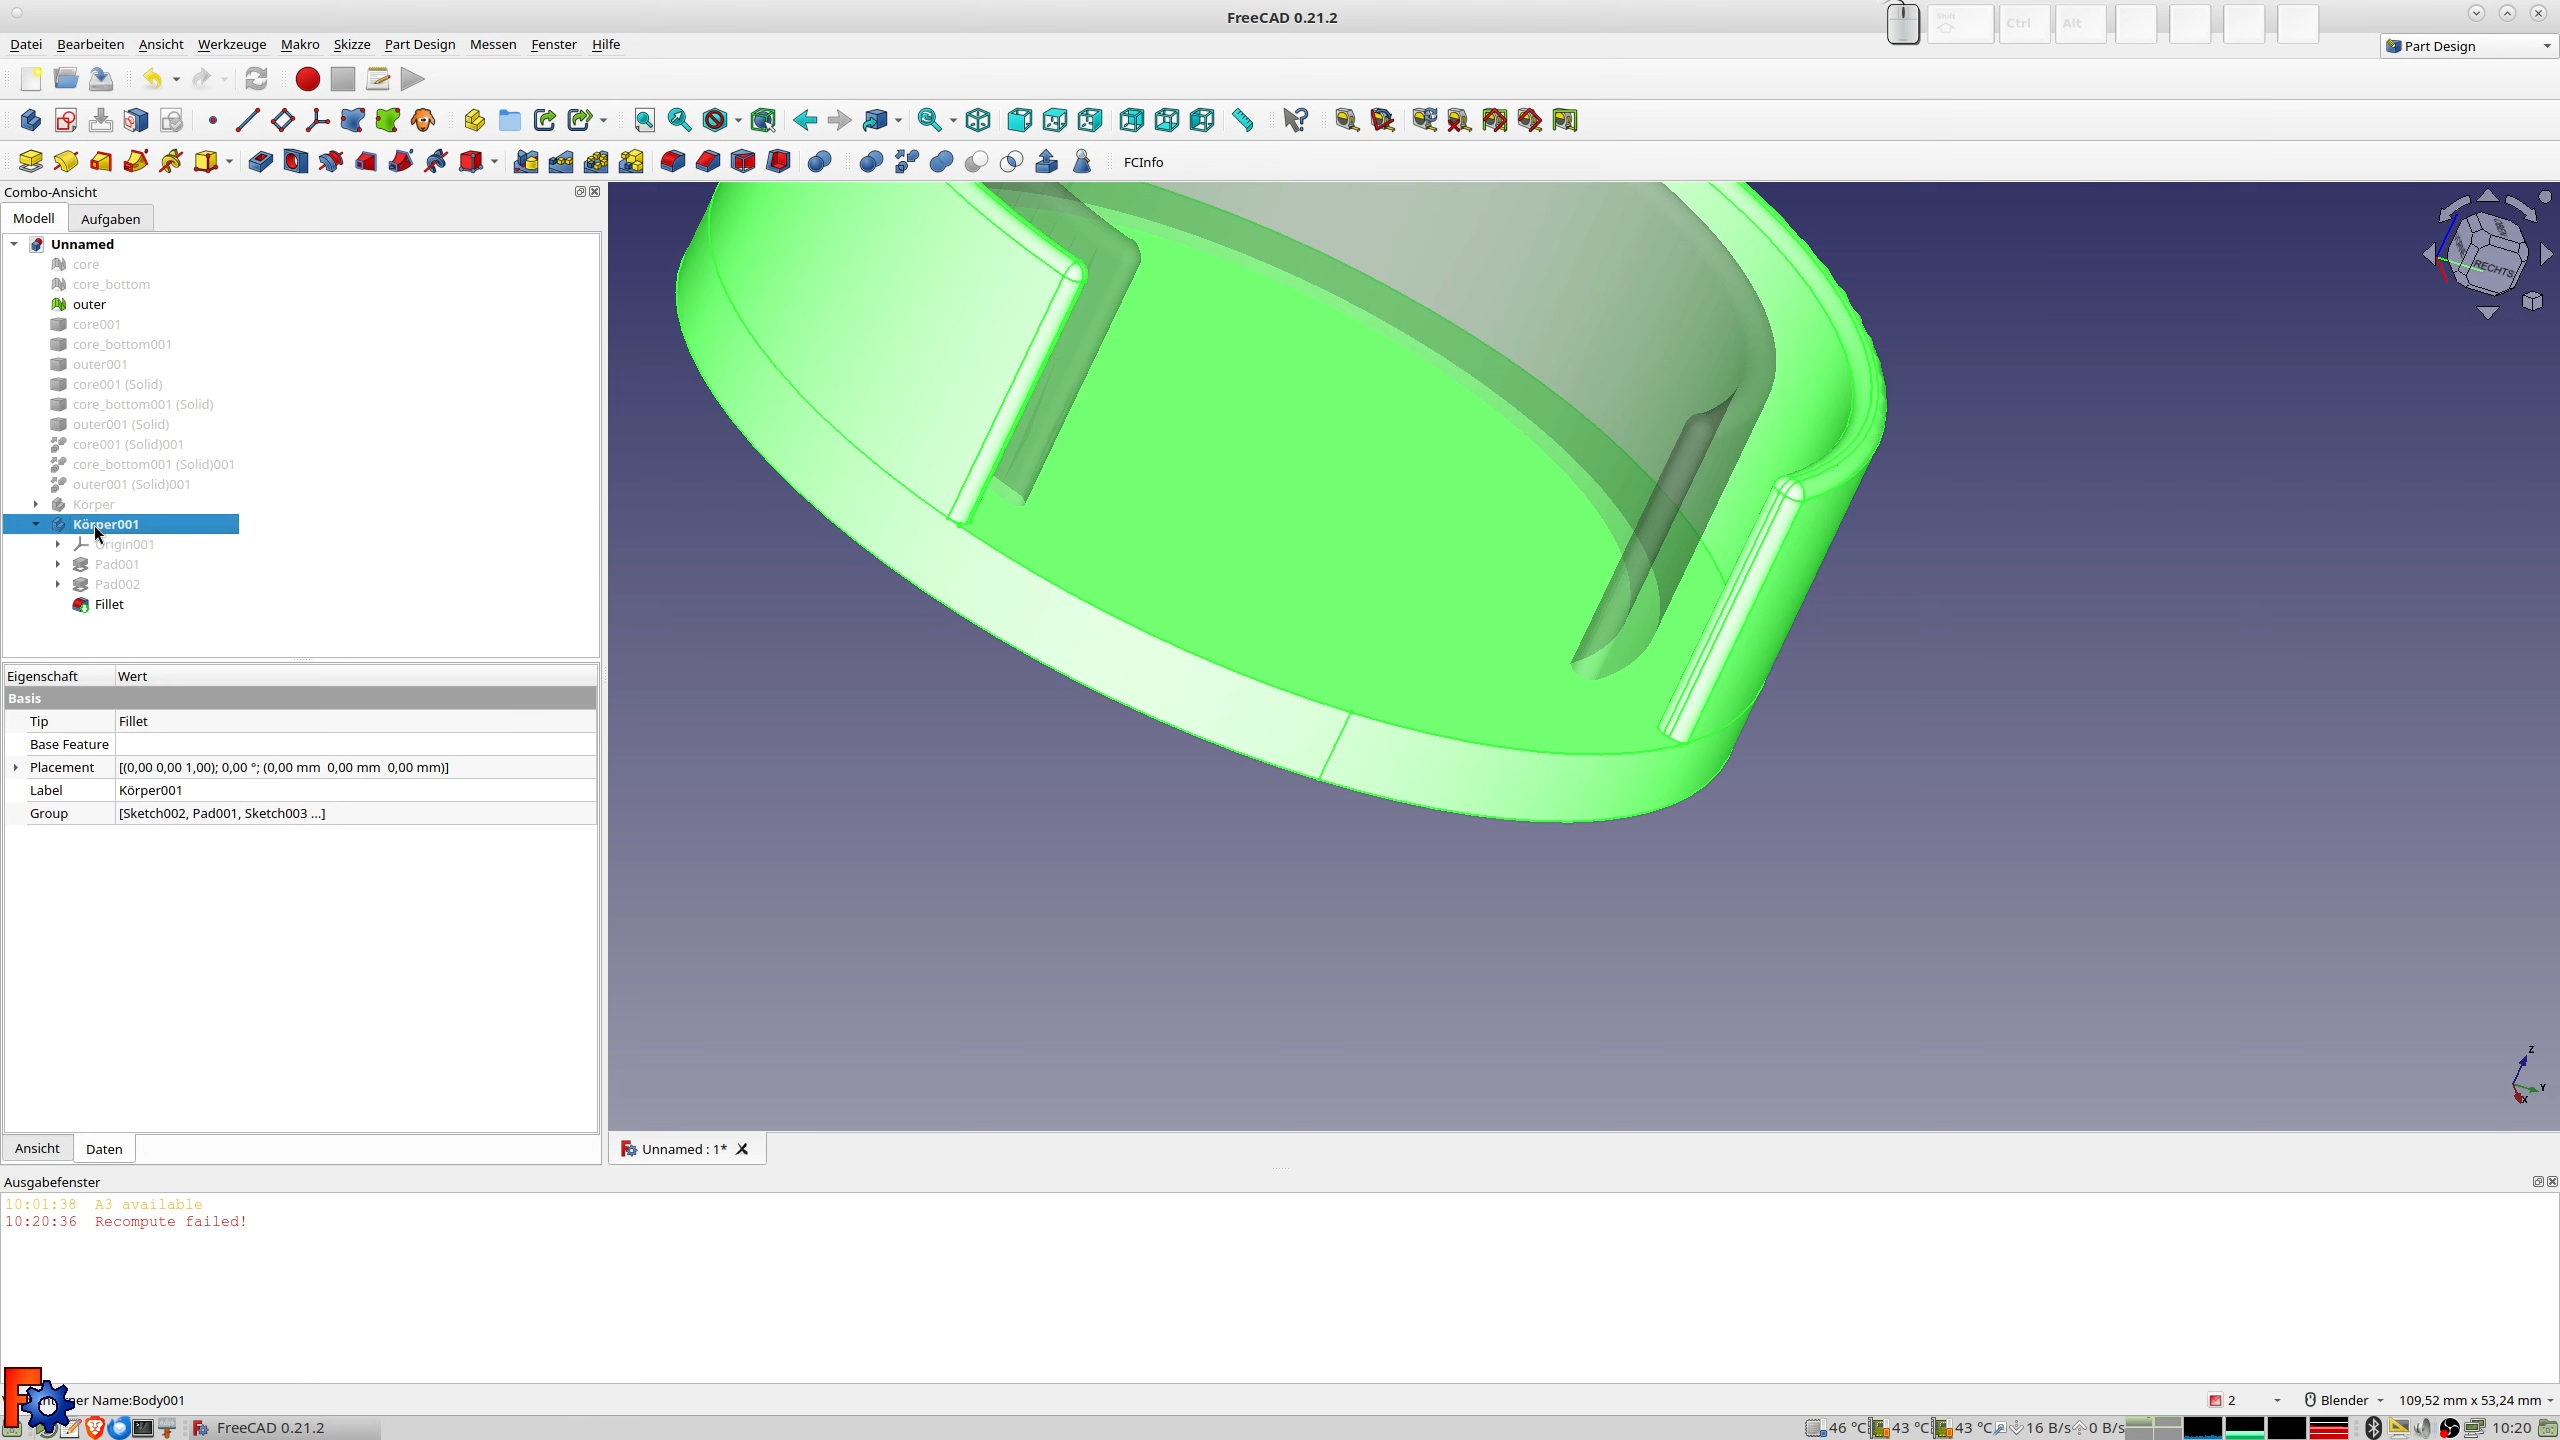 FreeCAD 0.21.2
Shift Ctrl Alt
Datei Bearbeiten Ansicht Werkzeuge Makro Skizze Part Design Messen Fenster Hilfe
Part Design
FCInfo
Combo-Ansicht
Modell Aufgaben
Unnamed
core
core_bottom
outer
core001
core_bottom001
outer001
core001 (Solid)
core_bottom001 (Solid)
outer001 (Solid)
core001 (Solid)001
core_bottom001 (Solid)001
outer001 (Solid)001
Körper
Körper001
Origin001
Pad001
Pad002
Fillet
RECHTS
Eigenschaft Wert
Basis
Tip Fillet
Base Feature
Placement [(0,00 0,00 1,00); 0,00 °; (0,00 mm 0,00 mm 0,00 mm)]
Label Körper001
Group [Sketch002, Pad001, Sketch003 ...]
Z
Y
X
Ansicht Daten
Unnamed : 1*
Ausgabefenster
10:01:38 A3 available
10:20:36 Recompute failed!
Name:Body001
2 Blender 109,52 mm x 53,24 mm
FreeCAD 0.21.2
46 °C 43 °C 43 °C 16 B/s 0 B/s 10:20